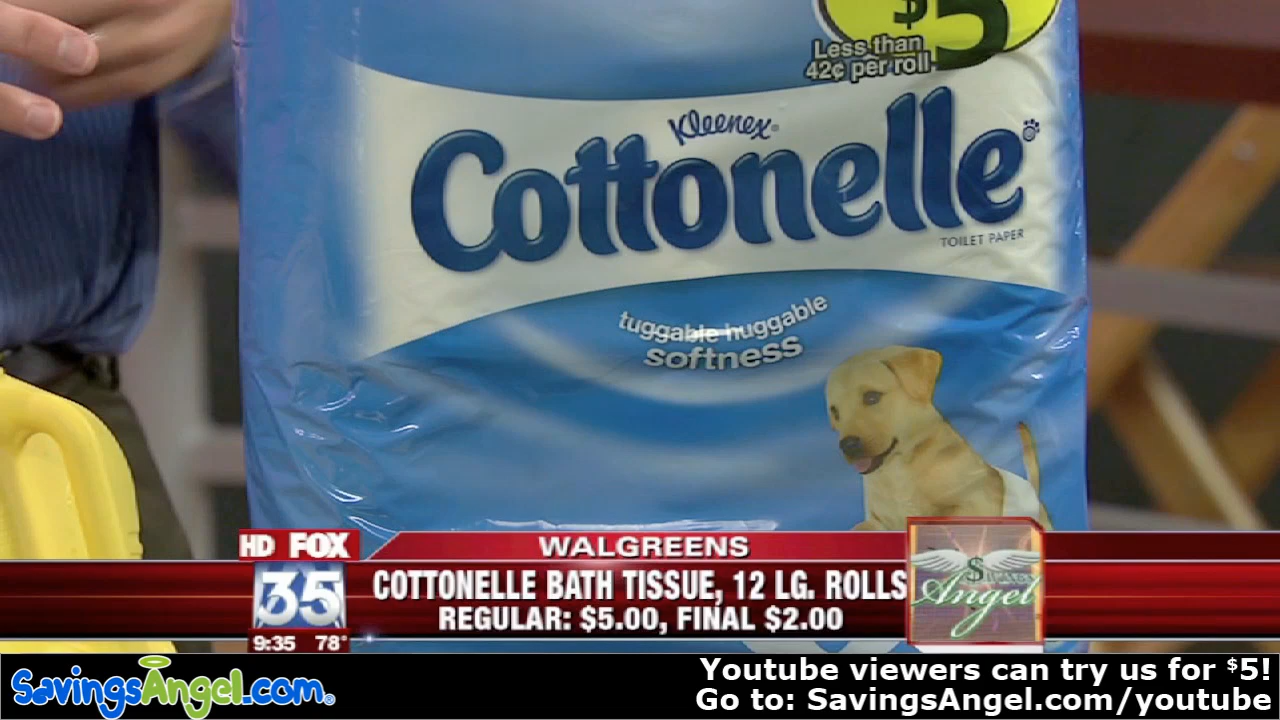 $5
Less than
42¢ per roll
Kleenex®
Cottonelle
TOILET PAPER
tuggable huggable
softness
HD FOX
35
9:35 78°
WALGREENS
COTTONELLE BATH TISSUE, 12 LG. ROLLS
REGULAR: $5.00, FINAL $2.00
$avings
Angel
SavingsAngel.com®
Youtube viewers can try us for $5!
Go to: SavingsAngel.com/youtube